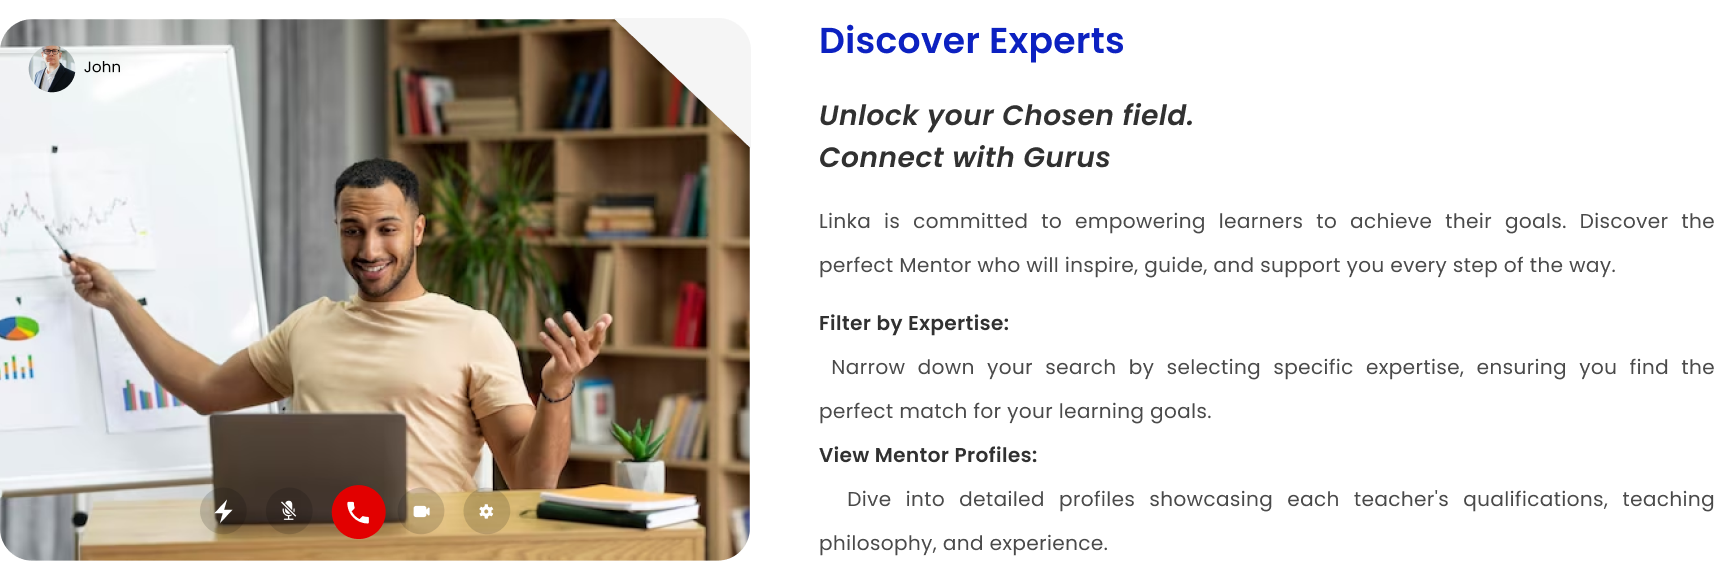 John
Discover Experts
Unlock your Chosen field.
Connect with Gurus
Linka is committed to empowering learners to achieve their goals. Discover the
perfect Mentor who will inspire, guide, and support you every step of the way.
Filter by Expertise:
Narrow down your search by selecting specific expertise, ensuring you find the
perfect match for your learning goals.
View Mentor Profiles:
Dive into detailed profiles showcasing each teacher's qualifications, teaching
philosophy, and experience.